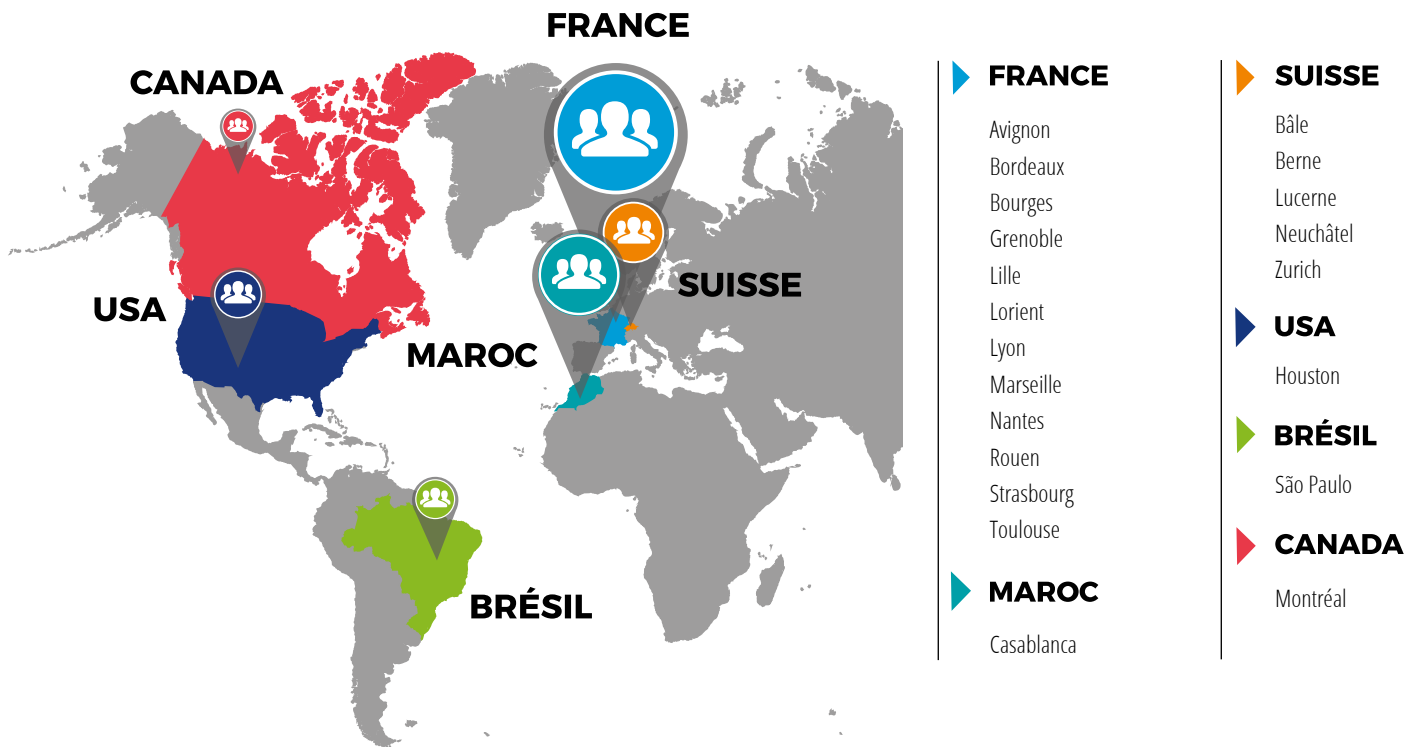 FRANCE
CANADA
USA
SUISSE
MAROC
BRÉSIL
FRANCE
Avignon
Bordeaux
Bourges
Grenoble
Lille
Lorient
Lyon
Marseille
Nantes
Rouen
Strasbourg
Toulouse
MAROC
Casablanca
SUISSE
Bâle
Berne
Lucerne
Neuchâtel
Zurich
USA
Houston
BRÉSIL
São Paulo
CANADA
Montréal